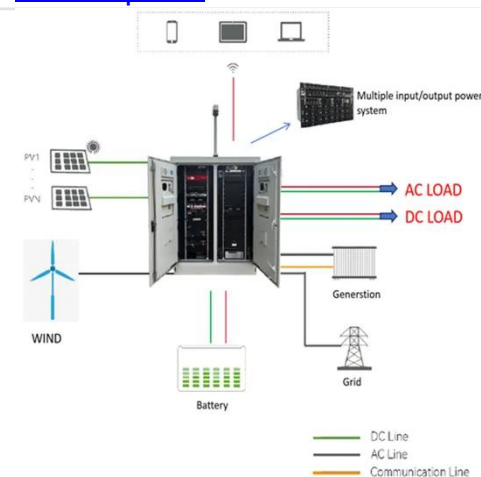 Multiple input/output power
system
PV1
PVN
AC LOAD
DC LOAD
WIND
Generstion
Grid
Battery
DC Line
AC Line
Communication Line